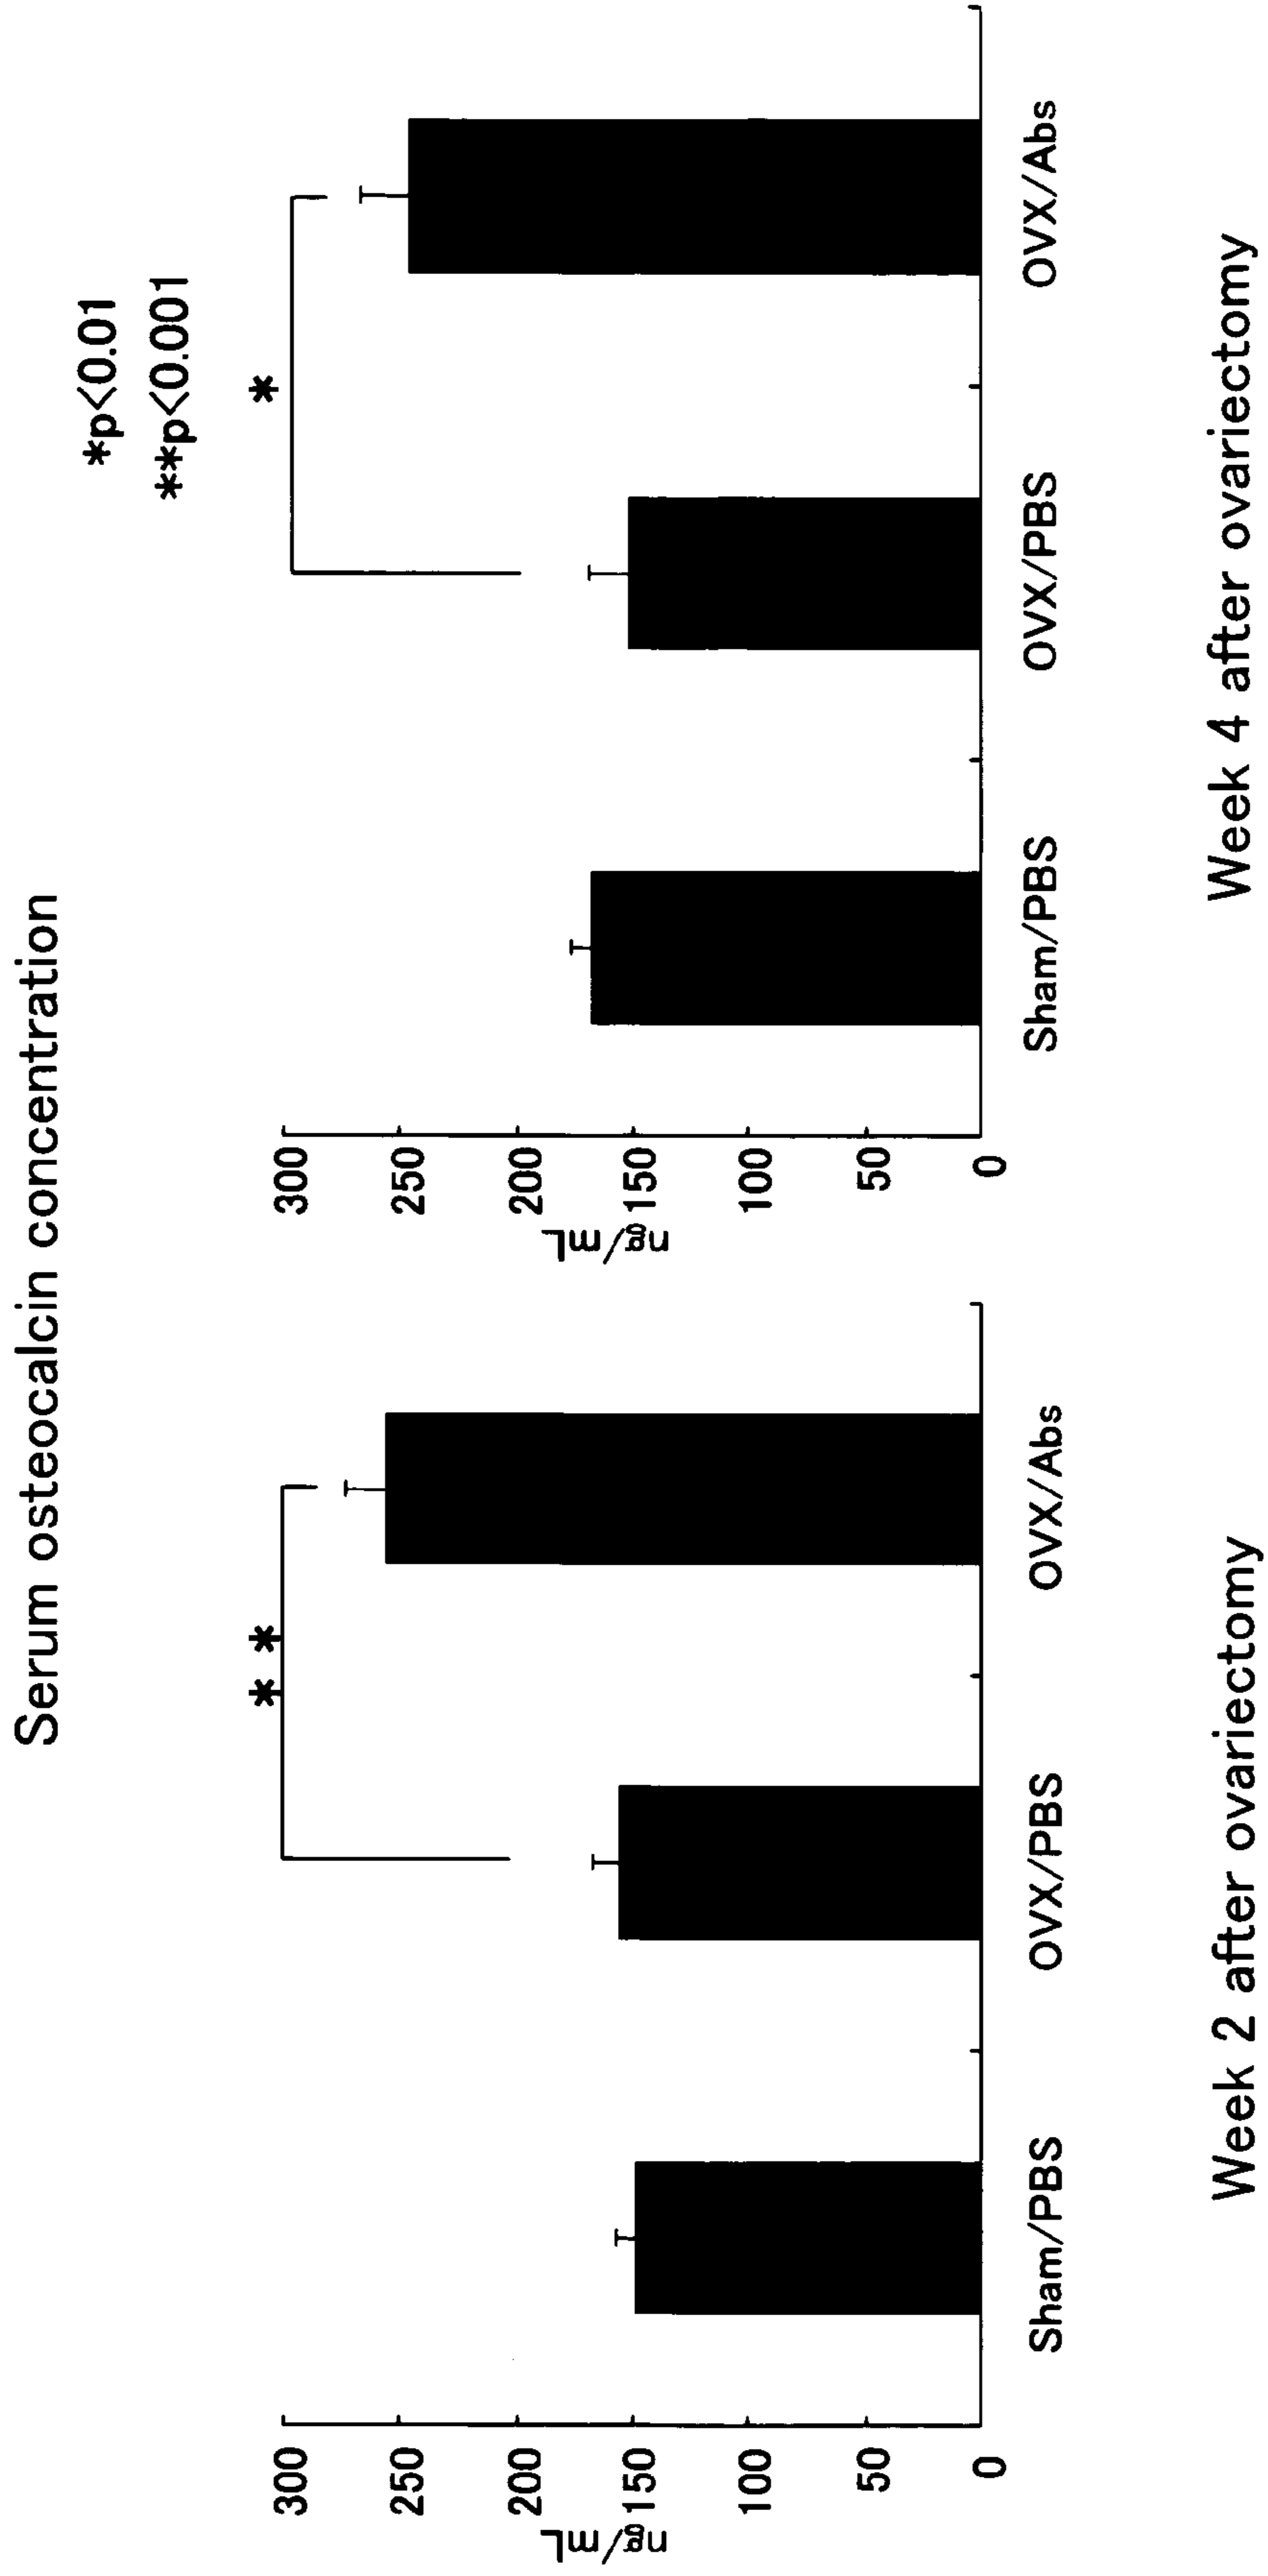 Serum osteocalcin concentration
*p<0.01
**p<0.001
**
300
250
200
150
100
50
0
ng/mL
Sham/PBS
OVX/PBS
OVX/Abs
Week 2 after ovariectomy
*
300
250
200
150
100
50
0
ng/mL
Sham/PBS
OVX/PBS
OVX/Abs
Week 4 after ovariectomy